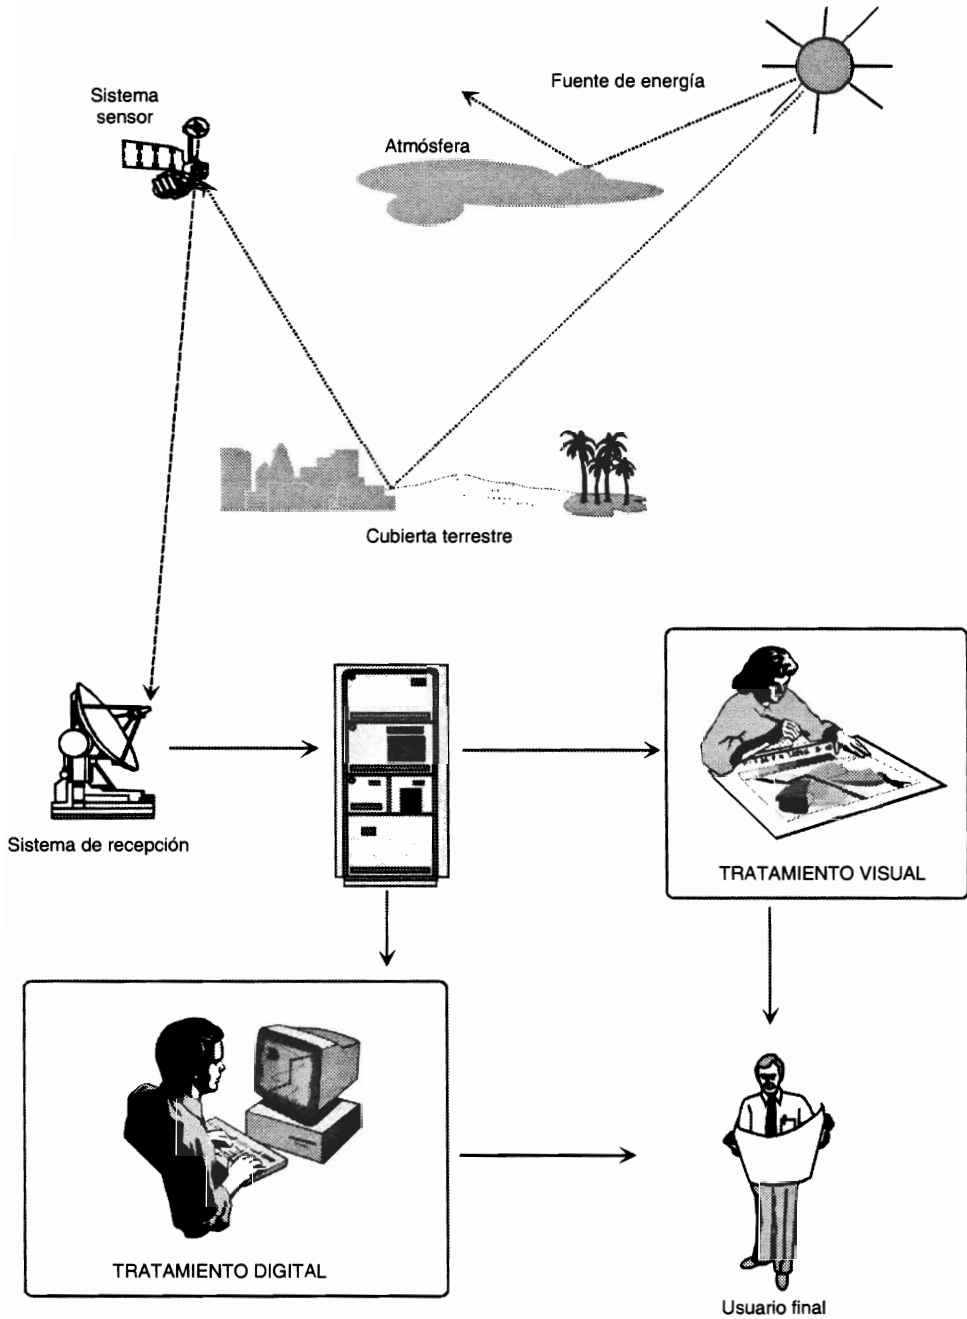 Fuente de energía
Sistema
sensor
Atmósfera
Cubierta terrestre
Sistema de recepción
TRATAMIENTO VISUAL
TRATAMIENTO DIGITAL
Usuario final